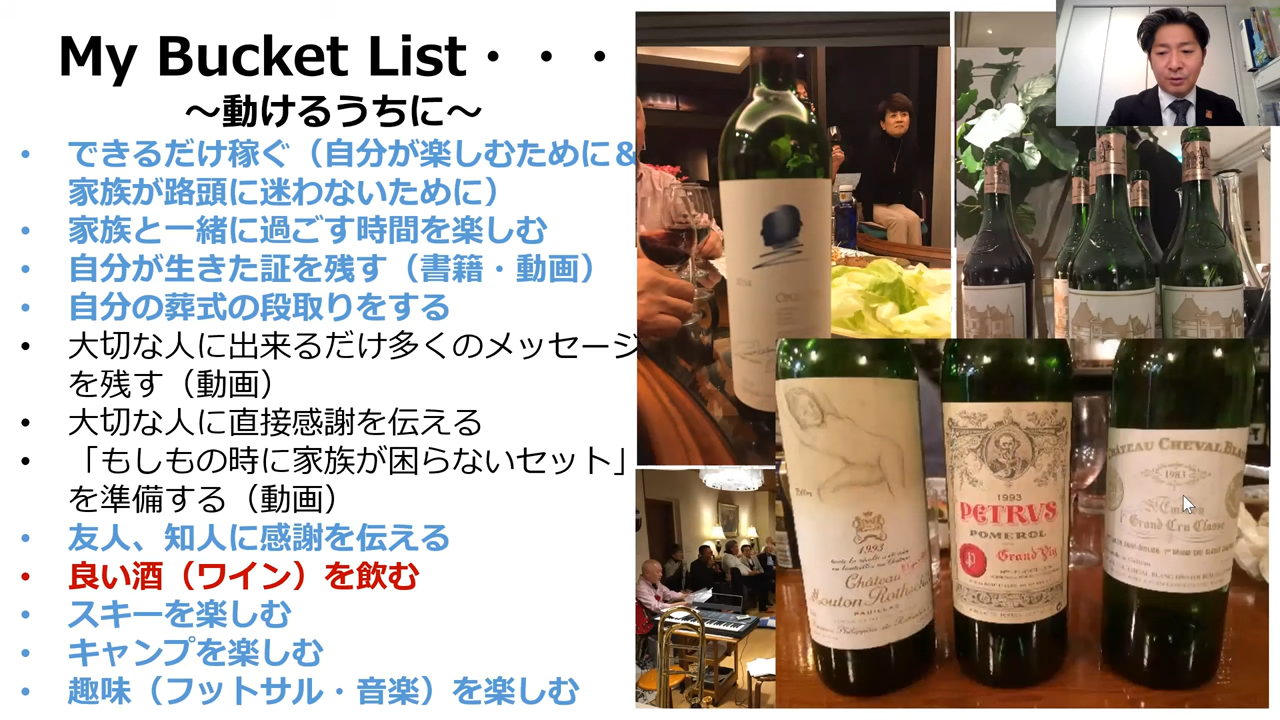 My Bucket List・・・
～動けるうちに～
• できるだけ稼ぐ（自分が楽しむために＆
家族が路頭に迷わないために）
• 家族と一緒に過ごす時間を楽しむ
• 自分が生きた証を残す（書籍・動画）
• 自分の葬式の段取りをする
• 大切な人に出来るだけ多くのメッセージ
を残す（動画）
• 大切な人に直接感謝を伝える
• 「もしもの時に家族が困らないセット」
を準備する（動画）
• 友人、知人に感謝を伝える
• 良い酒（ワイン）を飲む
• スキーを楽しむ
• キャンプを楽しむ
• 趣味（フットサル・音楽）を楽しむ
1993
Château
Mouton Rothsc
PAUILLAC
1993
PETRVS
POMEROL
Grand Vin
CHÂTEAU CHEVAL BLA
1983
1er Grand Cru Classé